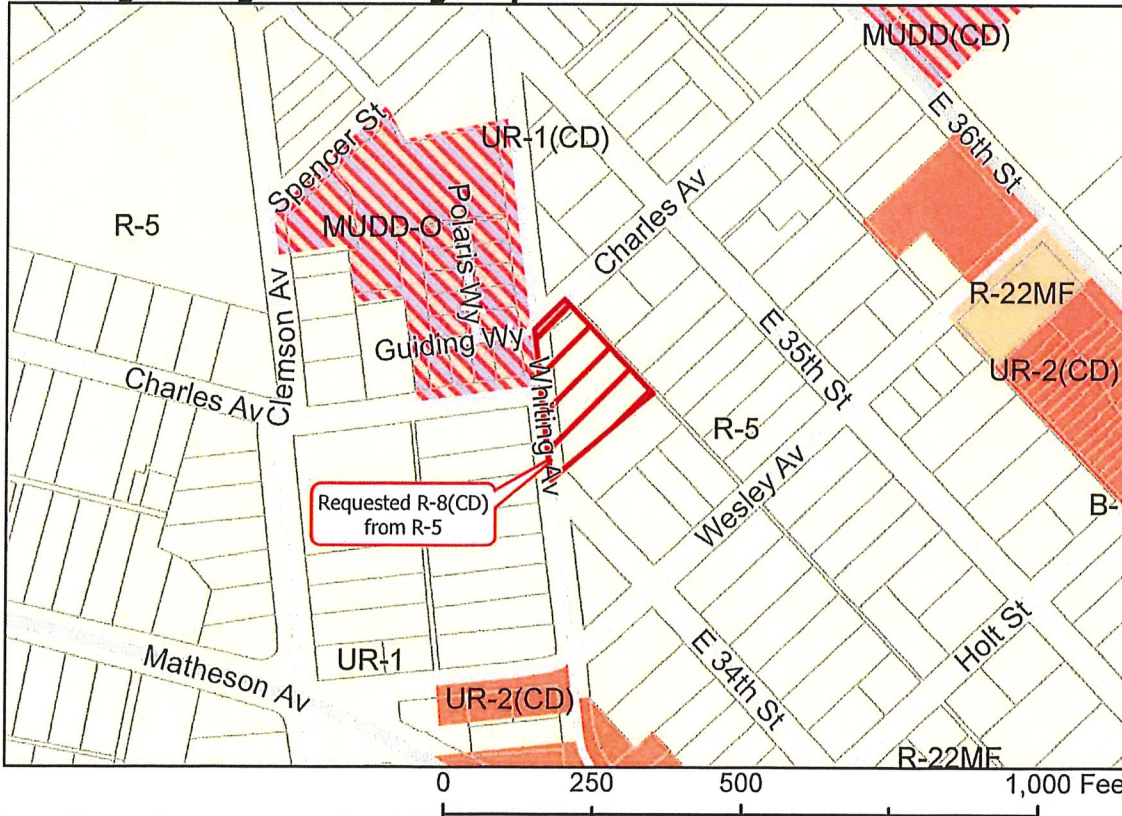 MUDD(CD)
E 36th St
Spencer St
UR-1(CD)
R-5
MUDD-O
Polaris Wy
Charles Av
Clemson Av
R-22MF
Guiding Wy
E 35th St
UR-2(CD)
Charles Av
Whiting Av
R-5
Requested R-8(CD)
from R-5
Wesley Av
B-
Holt St
UR-1
E 34th St
Matheson Av
UR-2(CD)
R-22MF
0 250 500 1,000 Fee